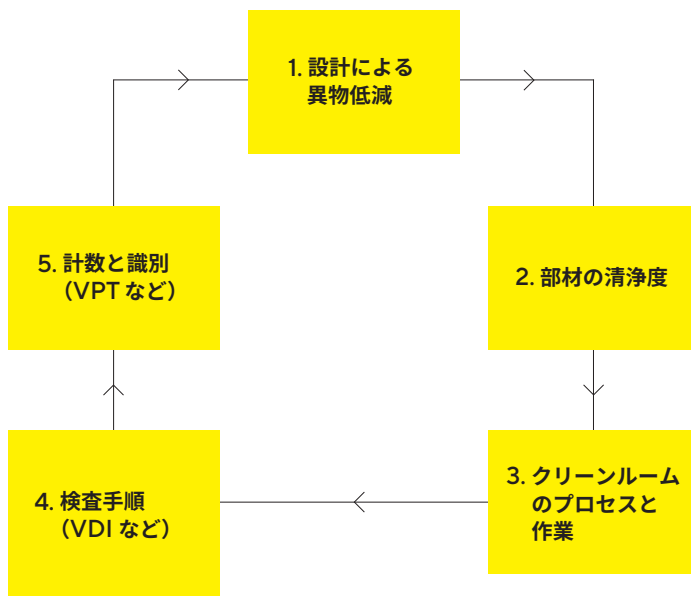 1. 設計による
異物低減
2. 部材の清浄度
3. クリーンルーム
のプロセスと
作業
4. 検査手順
（VDI など）
5. 計数と識別
（VPT など）